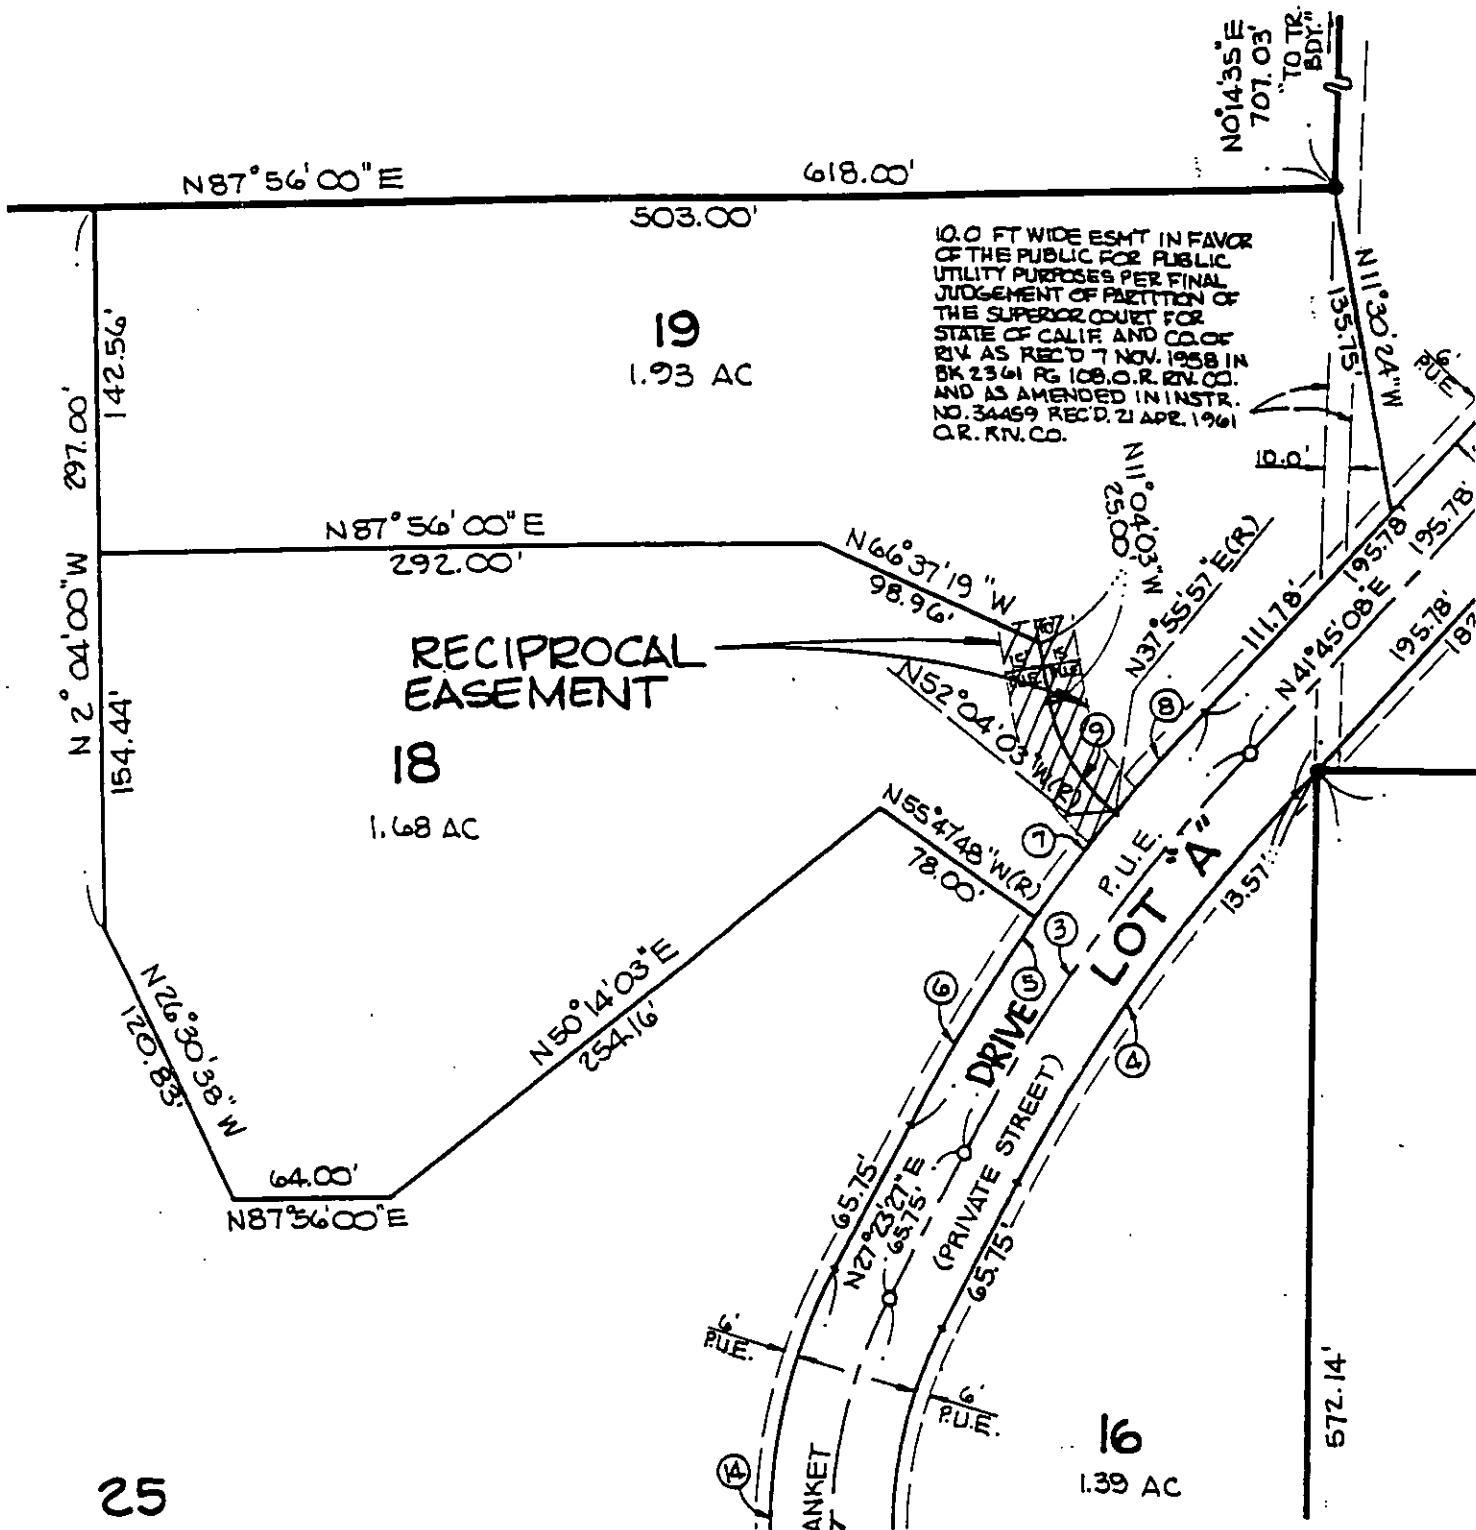 N0°14'35"E
707.03'
"TO TR.
BDY."
N87°56'00"E
618.00'
503.00'
10.0 FT WIDE ESMT IN FAVOR
OF THE PUBLIC FOR PUBLIC
UTILITY PURPOSES PER FINAL
JUDGEMENT OF PARTITION OF
THE SUPERIOR COURT FOR
STATE OF CALIF. AND CO. OF
RIV. AS REC'D 7 NOV. 1958 IN
BK 2361 PG 108, O.R. RIV. CO.
AND AS AMENDED IN INSTR.
NO. 34459 REC'D. 21 APR. 1961
O.R. RIV. CO.
N11°30'24"W
135.75'
6'
P.U.E.
10.0'
19
1.93 AC
142.56'
297.00'
N2°04'00"W
154.44'
N87°56'00"E
292.00'
N66°37'19"W
98.96'
N11°04'03"W
25.00'
N37°55'57"E(R)
111.78'
195.78'
195.78'
N41°45'08"E
195.78'
182
RECIPROCAL
EASEMENT
15'
P.U.E.
15'
P.U.E.
N52°04'03"W(R)
9
8
7
18
1.68 AC
N55°47'48"W(R)
78.00'
P.U.E.
LOT "A"
13.57'
3
5
6
4
DRIVE
(PRIVATE STREET)
N26°30'38"W
120.83'
N50°14'03"E
254.16'
64.00'
N87°56'00"E
65.75'
N27°23'27"E
65.75'
65.75'
6'
P.U.E.
6'
P.U.E.
572.14'
16
1.39 AC
14
ANKET
25